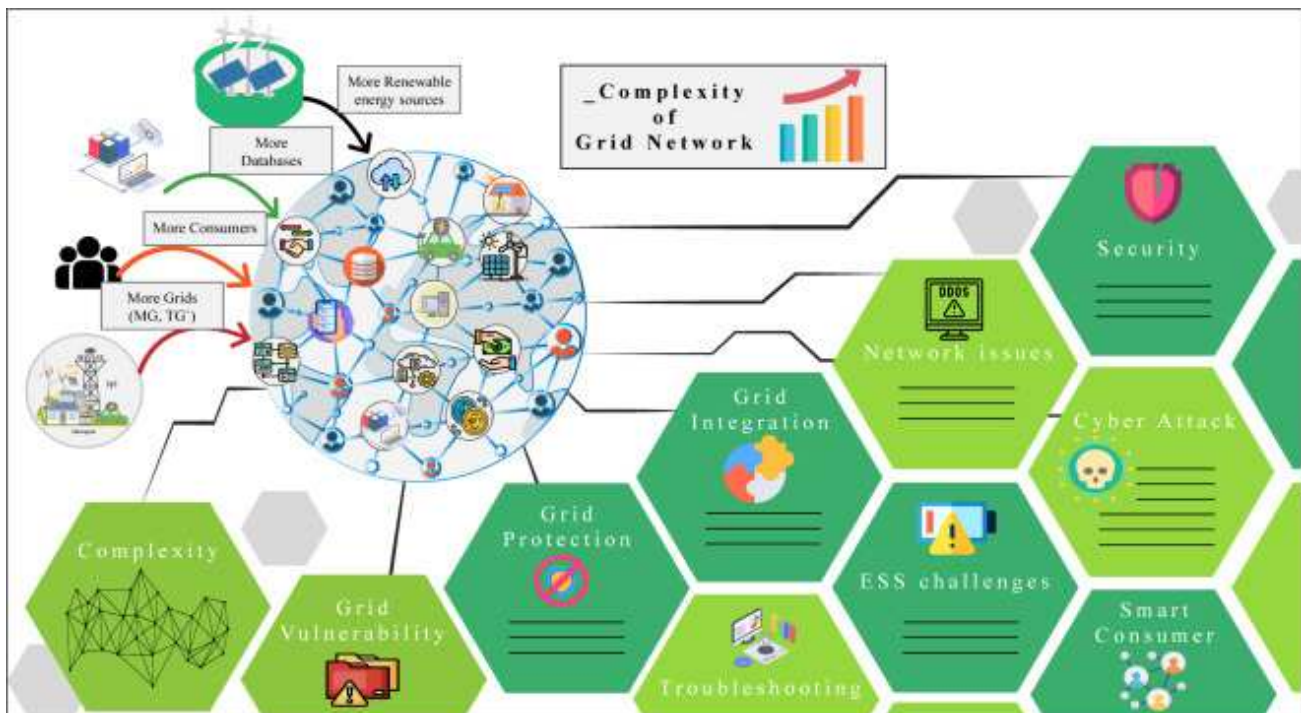 More Renewable
energy sources
More
Databases
More Consumers
More Grids
(MG, TG`)
_Complexity
of
Grid Network
Security
DDOS
Network issues
Grid
Integration
Cyber Attack
Grid
Protection
ESS challenges
Complexity
Grid
Vulnerability
Troubleshooting
Smart
Consumer